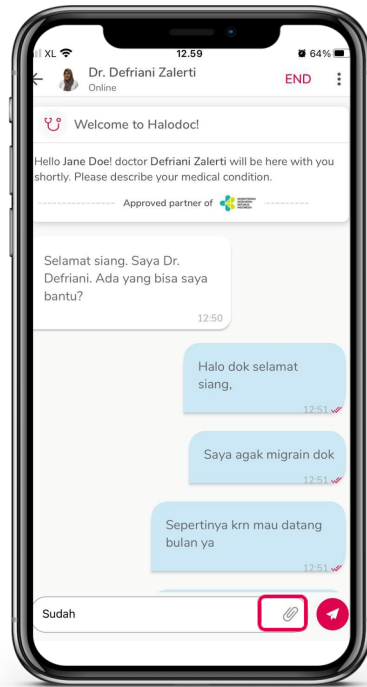 XL 12.59 64%
Dr. Defriani Zalerti
Online
END
Welcome to Halodoc!
Hello Jane Doe! doctor Defriani Zalerti will be here with you
shortly. Please describe your medical condition.
Approved partner of
Selamat siang. Saya Dr.
Defriani. Ada yang bisa saya
bantu?
12:50
Halo dok selamat
siang,
12:51
Saya agak migrain dok
12:51
Sepertinya krn mau datang
bulan ya
12:51
Sudah